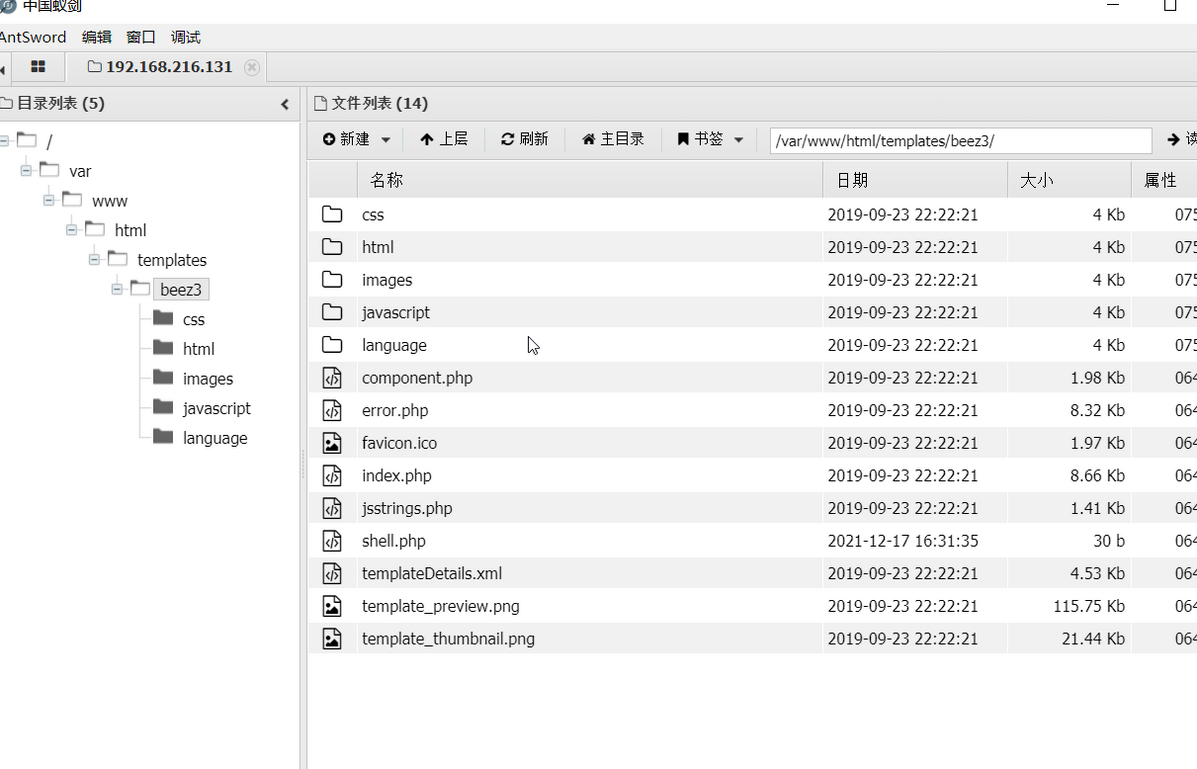 中国蚁剑
AntSword 编辑 窗口 调试
192.168.216.131
目录列表 (5)
文件列表 (14)
新建 上层 刷新 主目录 书签 /var/www/html/templates/beez3/
名称 日期 大小 属性
/
var
www
html
templates
beez3
css
html
images
javascript
language
css 2019-09-23 22:22:21 4 Kb 075
html 2019-09-23 22:22:21 4 Kb 075
images 2019-09-23 22:22:21 4 Kb 075
javascript 2019-09-23 22:22:21 4 Kb 075
language 2019-09-23 22:22:21 4 Kb 075
component.php 2019-09-23 22:22:21 1.98 Kb 064
error.php 2019-09-23 22:22:21 8.32 Kb 064
favicon.ico 2019-09-23 22:22:21 1.97 Kb 064
index.php 2019-09-23 22:22:21 8.66 Kb 064
jsstrings.php 2019-09-23 22:22:21 1.41 Kb 064
shell.php 2021-12-17 16:31:35 30 b 064
templateDetails.xml 2019-09-23 22:22:21 4.53 Kb 064
template_preview.png 2019-09-23 22:22:21 115.75 Kb 064
template_thumbnail.png 2019-09-23 22:22:21 21.44 Kb 064